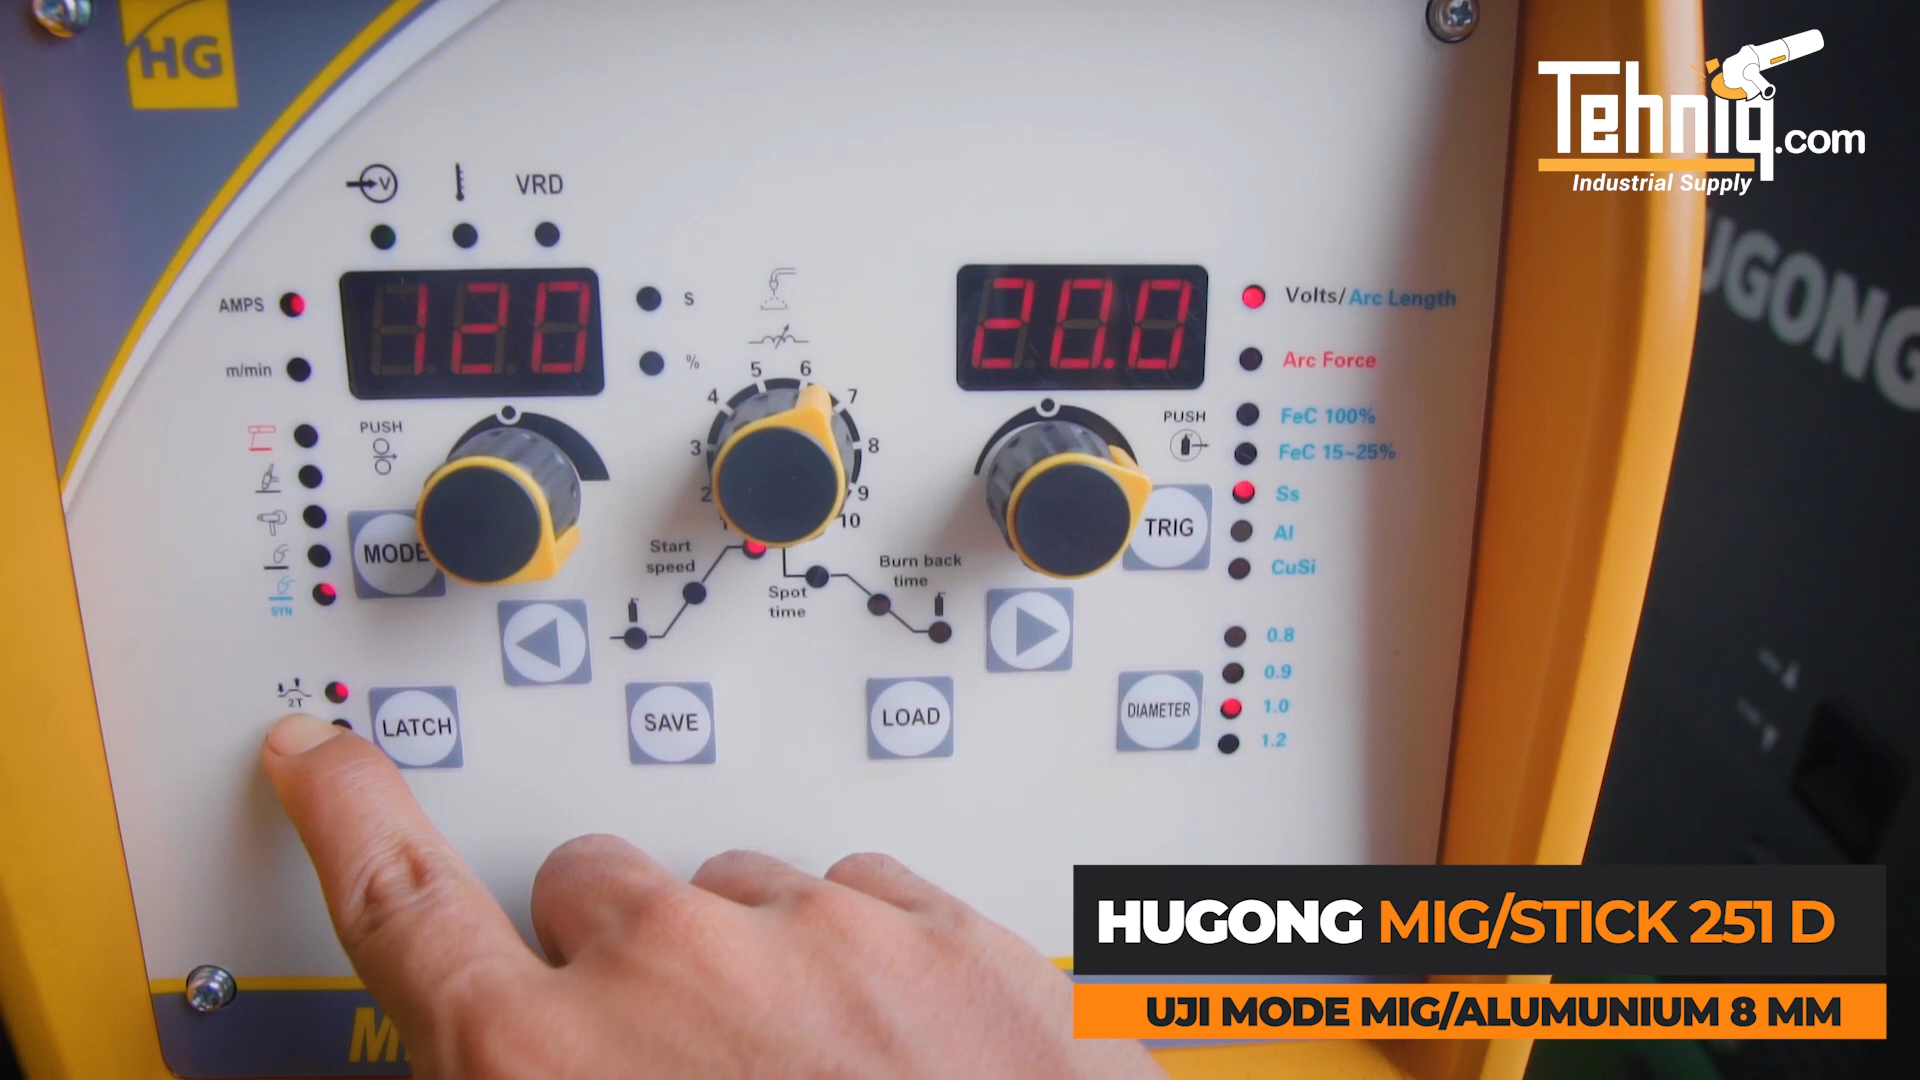 HG
Tehniq.com
Industrial Supply
HUGONG
V
VRD
AMPS
120
S
m/min
%
20.0
Volts/Arc Length
Arc Force
FeC 100%
FeC 15~25%
Ss
Al
CuSi
PUSH
PUSH
5
6
4
7
3
8
2
9
1
10
MODE
TRIG
Start
speed
Spot
time
Burn back
time
SYN
2T
LATCH
SAVE
LOAD
DIAMETER
0.8
0.9
1.0
1.2
HUGONG MIG/STICK 251 D
UJI MODE MIG/ALUMUNIUM 8 MM